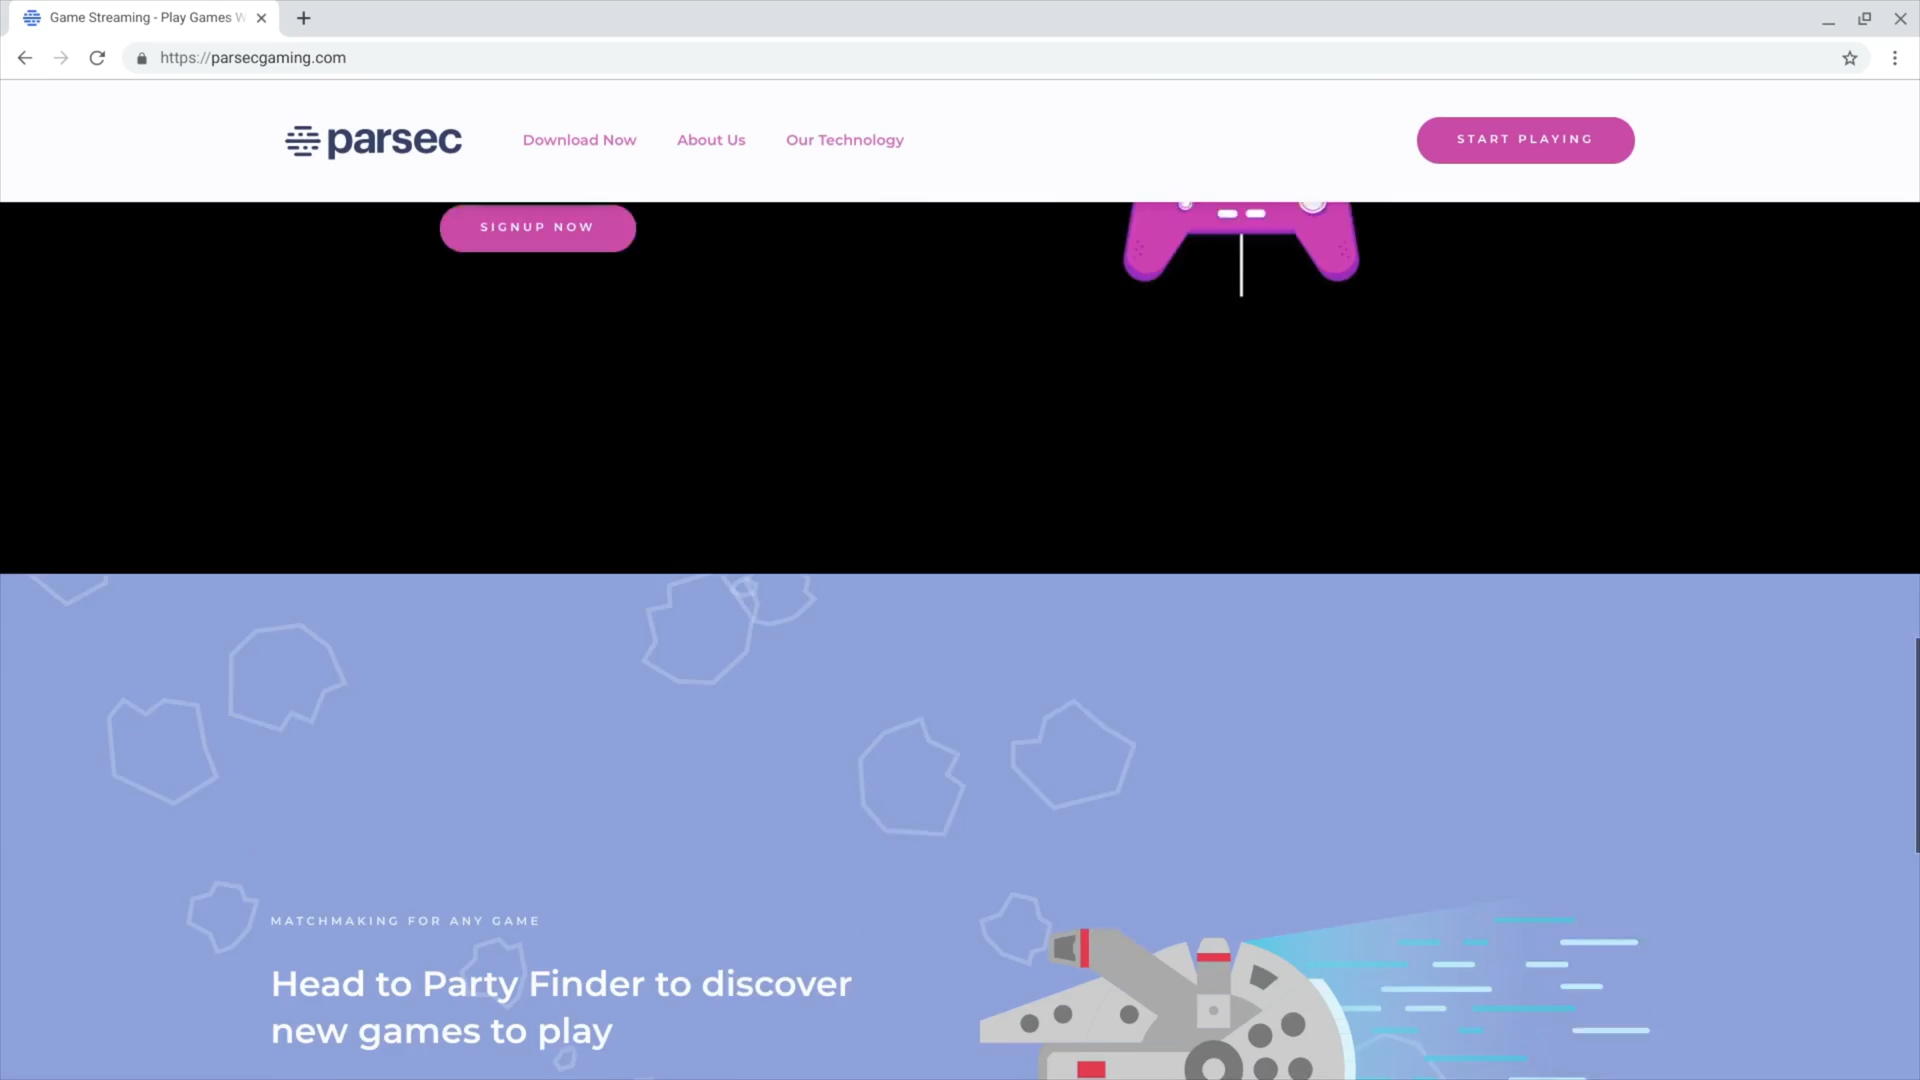 Game Streaming - Play Games W
https://parsecgaming.com
parsec
Download Now
About Us
Our Technology
START PLAYING
SIGNUP NOW
MATCHMAKING FOR ANY GAME
Head to Party Finder to discover
new games to play